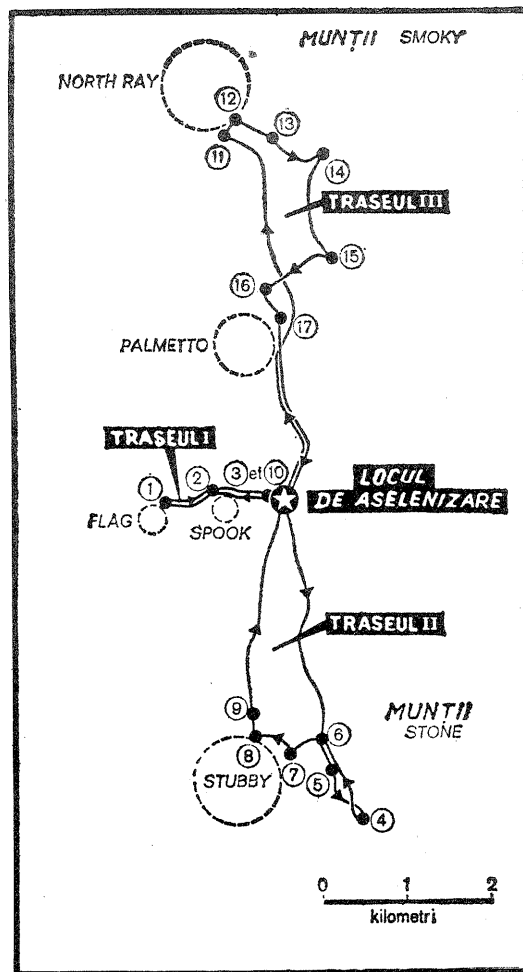 MUNȚII SMOKY
NORTH RAY
12
13
11
14
TRASEUL III
15
16
17
PALMETTO
TRASEUL I
1
2
3 et 10
LOCUL
DE ASELENIZARE
FLAG
SPOOK
TRASEUL II
9
MUNȚII
STONE
8
6
7
5
STUBBY
4
0 1 2
kilometri